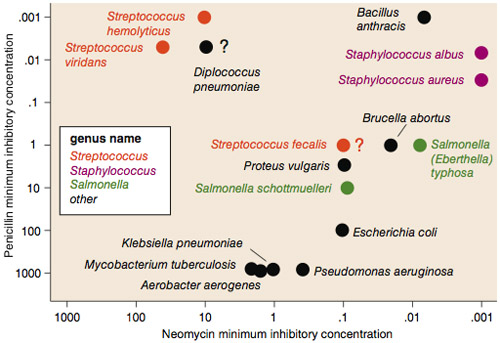 .001
.01
.1
1
10
100
1000
Penicilin minimum inhibitory concentration
Streptococcus
hemolyticus
Streptococcus
viridans
?
Diplococcus
pneumoniae
Bacillus
anthracis
Staphylococcus albus
Staphylococcus aureus
Brucella abortus
genus name
Streptococcus
Staphylococcus
Salmonella
other
Streptococcus fecalis
?
Salmonella
(Eberthella)
typhosa
Proteus vulgaris
Salmonella schottmuelleri
Escherichia coli
Klebsiella pneumoniae
Mycobacterium tuberculosis
Aerobacter aerogenes
Pseudomonas aeruginosa
1000
100
10
1
.1
.01
.001
Neomycin minimum inhibitory concentration